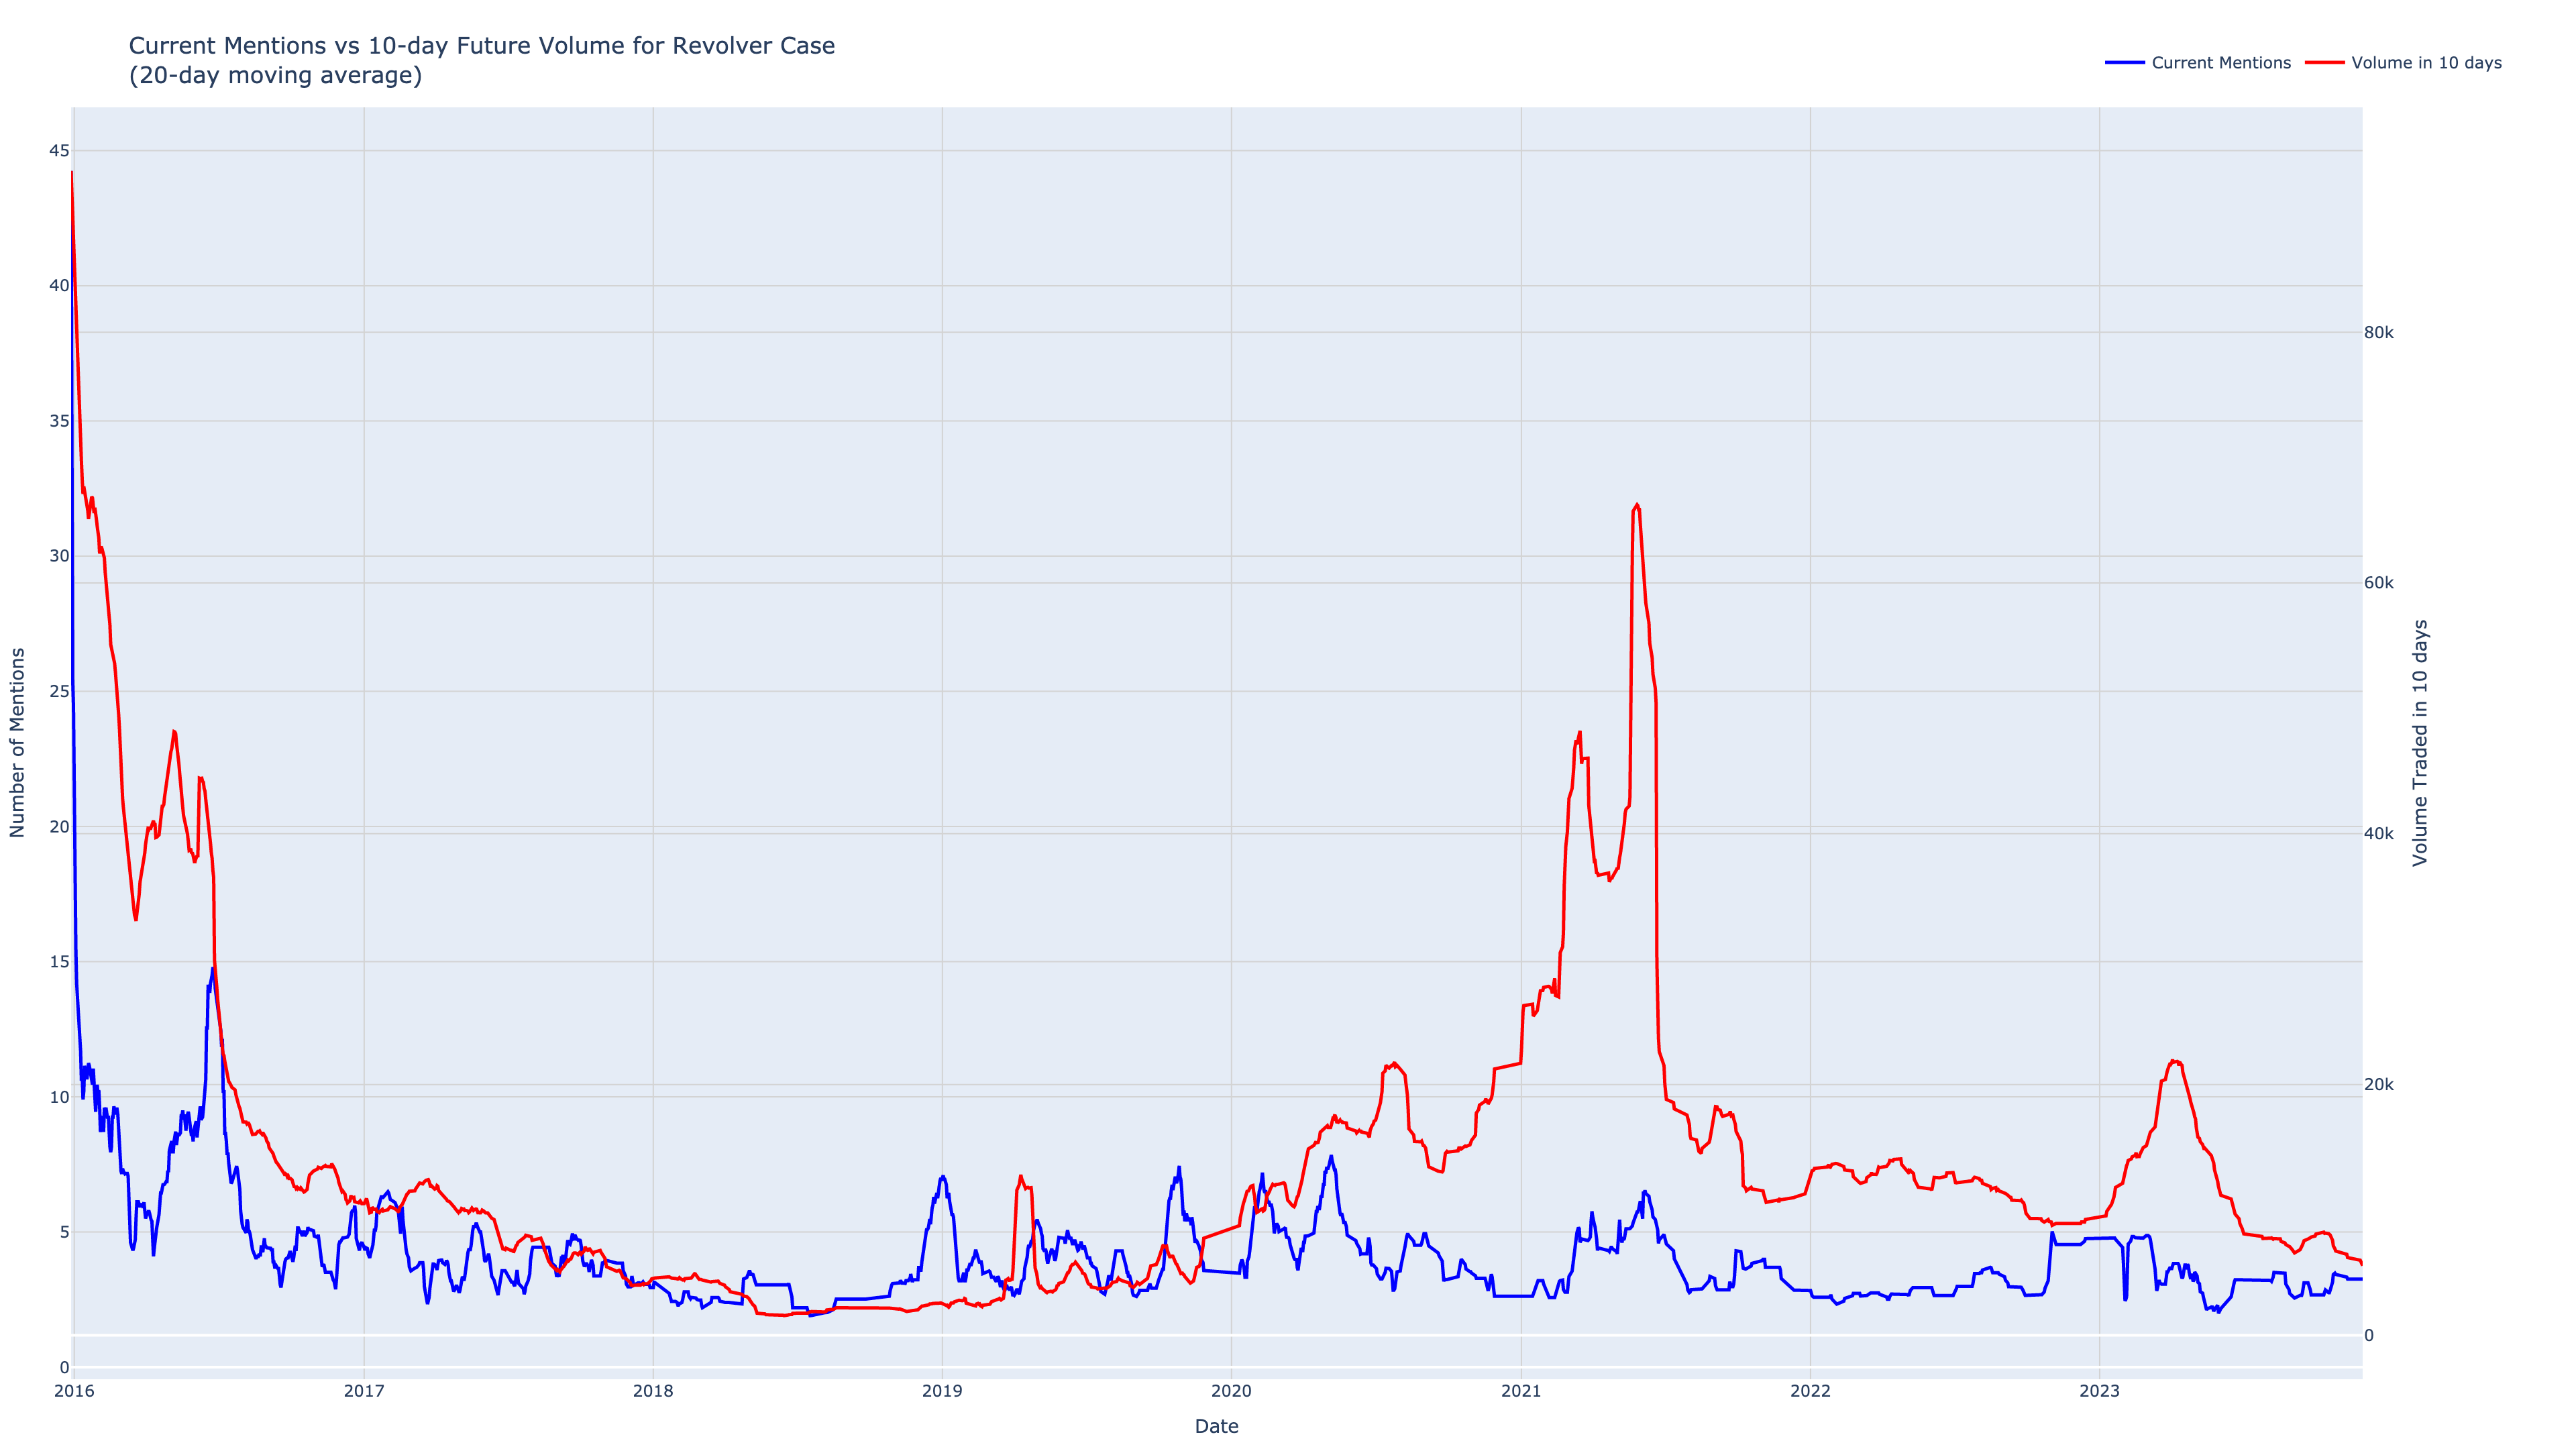 Current Mentions vs 10-day Future Volume for Revolver Case
(20-day moving average)
Current Mentions
Volume in 10 days
45
40
35
30
25
20
15
10
5
0
Number of Mentions
80k
60k
40k
20k
0
Volume Traded in 10 days
2016
2017
2018
2019
2020
2021
2022
2023
Date